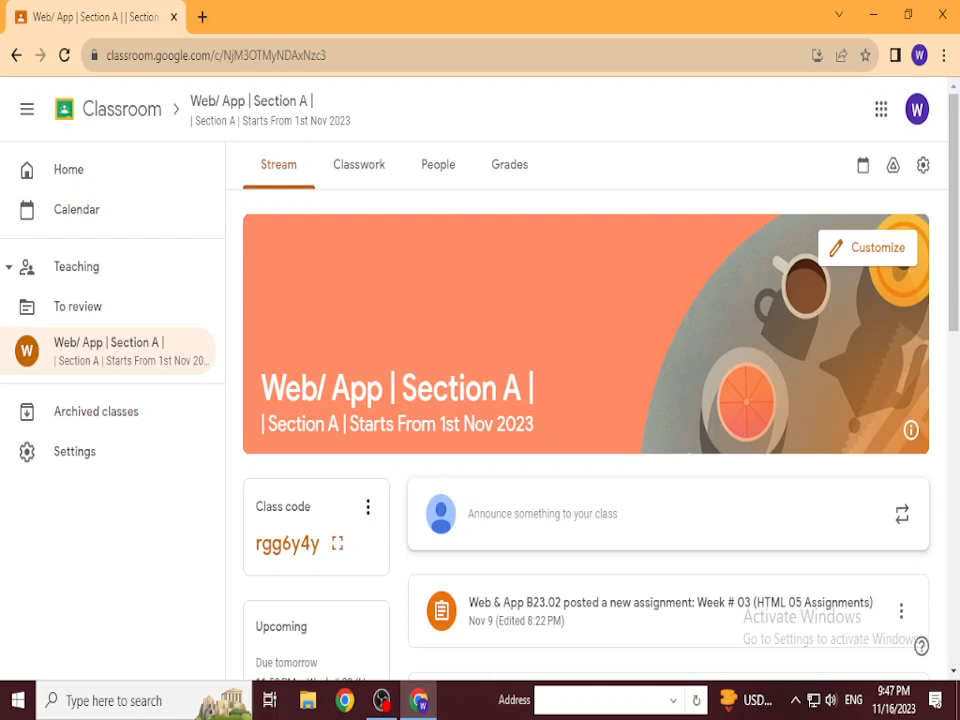 Web/ App | Section A | | Section
classroom.google.com/c/NjM3OTMyNDAxNzc3
W
Classroom
Web/ App | Section A |
| Section A | Starts From 1st Nov 2023
W
Home
Calendar
Teaching
To review
W
Web/ App | Section A |
| Section A | Starts From 1st Nov 20...
Archived classes
Settings
Stream
Classwork
People
Grades
Customize
Web/ App | Section A |
| Section A | Starts From 1st Nov 2023
Class code
rgg6y4y
Announce something to your class
Web & App B23.02 posted a new assignment: Week # 03 (HTML 05 Assignments)
Nov 9 (Edited 8:22 PM)
Upcoming
Due tomorrow
Activate Windows
Go to Settings to activate Windows.
Type here to search
Address
USD...
ENG
9:47 PM
11/16/2023